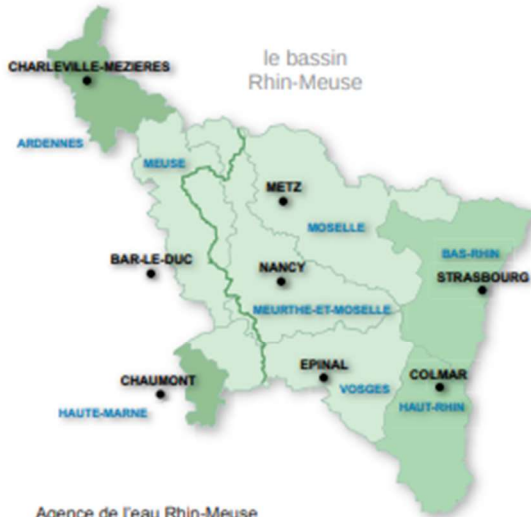 le bassin
Rhin-Meuse
CHARLEVILLE-MEZIERES
ARDENNES
MEUSE
METZ
MOSELLE
BAS-RHIN
BAR-LE-DUC
NANCY
STRASBOURG
MEURTHE-ET-MOSELLE
EPINAL
CHAUMONT
VOSGES
COLMAR
HAUTE-MARNE
HAUT-RHIN
Agence de l'eau Rhin-Meuse